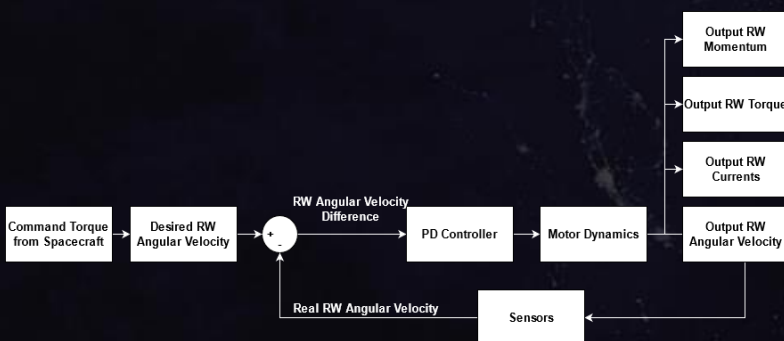 Output RW
Momentum
Output RW Torque
Output RW
Currents
RW Angular Velocity
Difference
Command Torque
from Spacecraft
Desired RW
Angular Velocity
+
-
PD Controller
Motor Dynamics
Output RW
Angular Velocity
Real RW Angular Velocity
Sensors